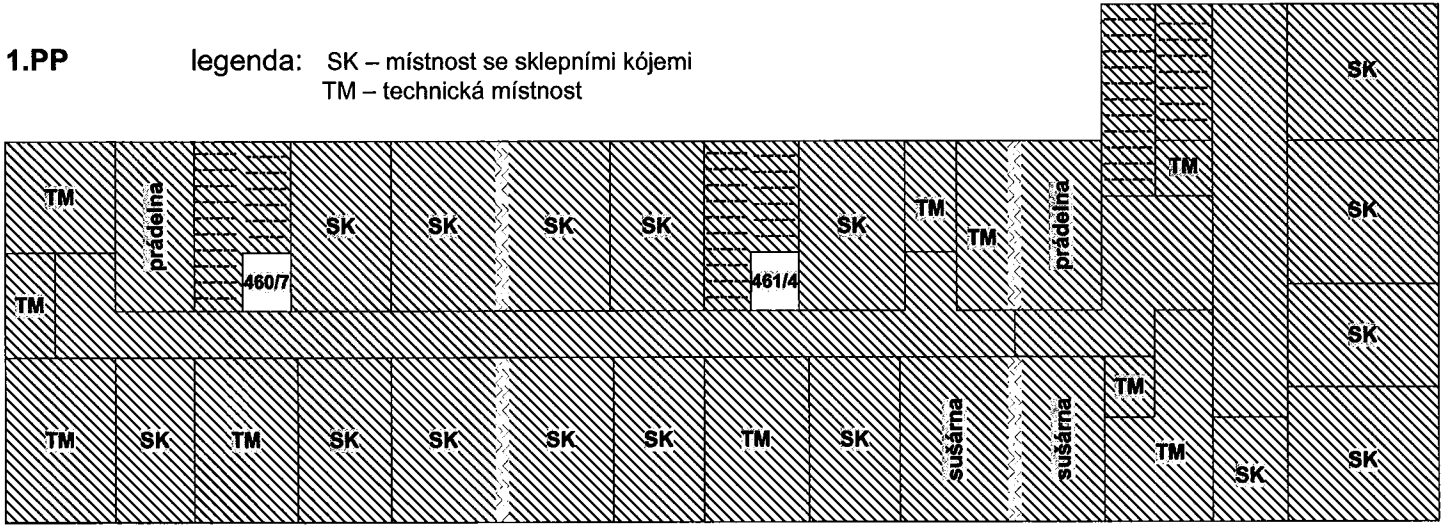 1.PP legenda: SK – místnost se sklepními kójemi
TM – technická místnost
SK
TM
TM prádelna SK SK SK SK SK TM TM prádelna SK
460/7 461/4
TM
SK
TM
TM SK TM SK SK SK SK TM SK sušárna sušárna TM SK SK